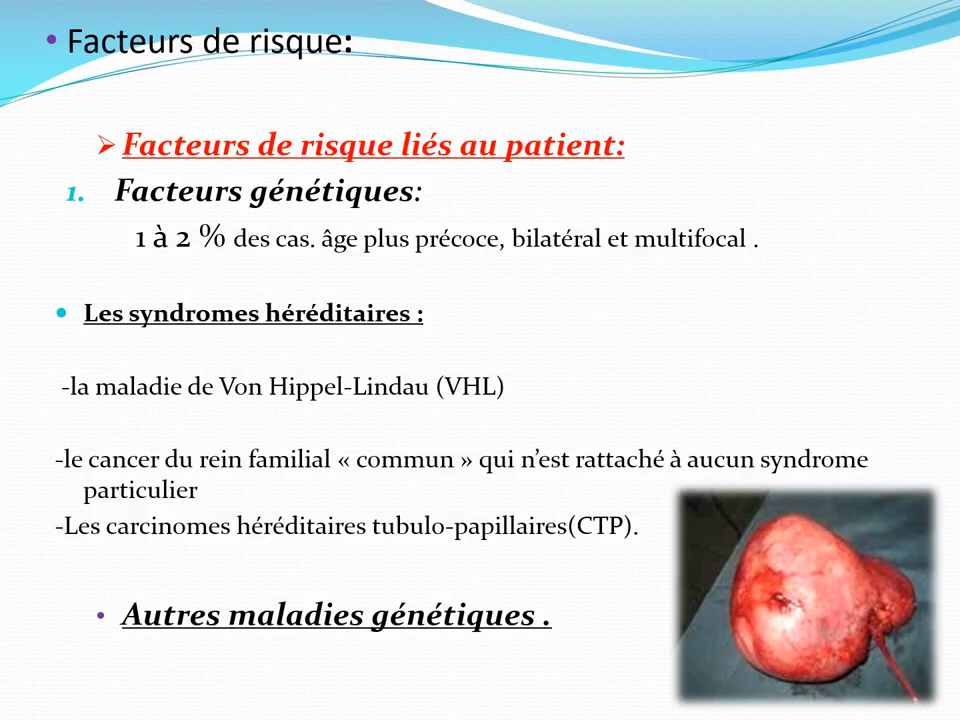 • Facteurs de risque:
➢ Facteurs de risque liés au patient:
1. Facteurs génétiques:
1 à 2 % des cas. âge plus précoce, bilatéral et multifocal .
• Les syndromes héréditaires :
-la maladie de Von Hippel-Lindau (VHL)
-le cancer du rein familial « commun » qui n’est rattaché à aucun syndrome
particulier
-Les carcinomes héréditaires tubulo-papillaires(CTP).
• Autres maladies génétiques .